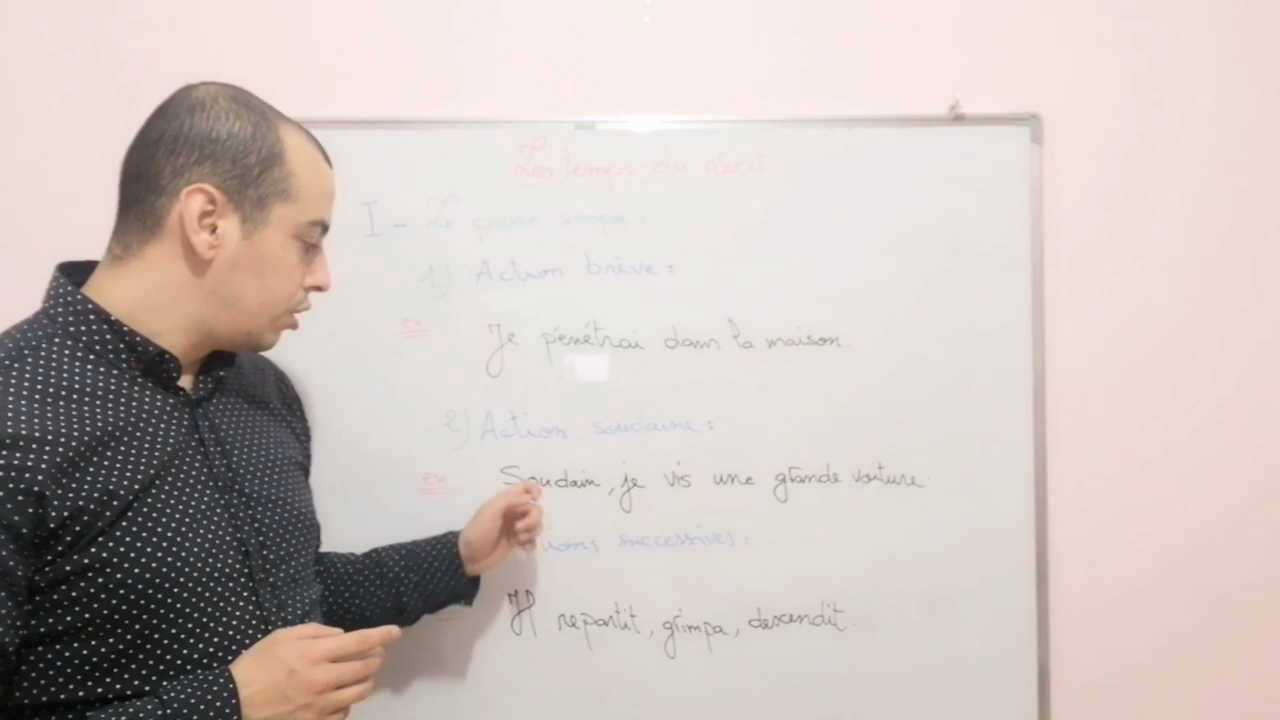 Les temps du récit
I - Le passé simple :
1) Action brève :
ex Je pénétrai dans la maison.
2) Action soudaine :
ex Soudain, je vis une grande voiture.
successives :
Il repartit, grimpa, descendit.